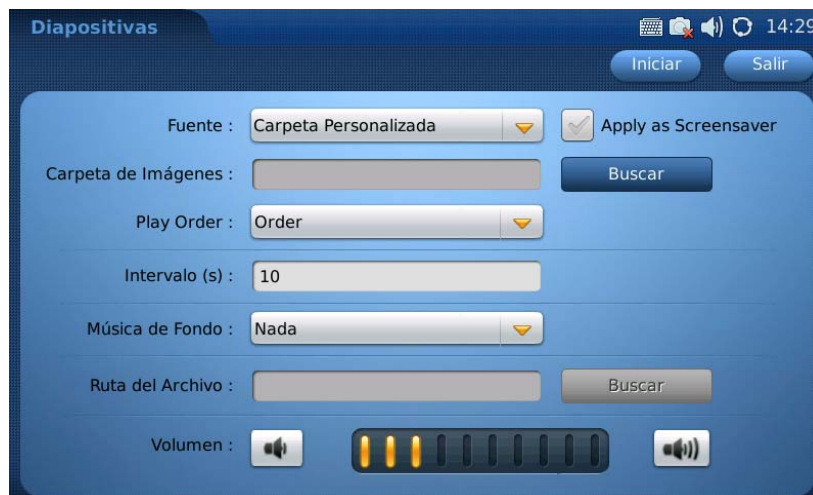 Diapositivas 14:29
Iniciar Salir
Fuente : Carpeta Personalizada Apply as Screensaver
Carpeta de Imágenes : Buscar
Play Order : Order
Intervalo (s) : 10
Música de Fondo : Nada
Ruta del Archivo : Buscar
Volumen :